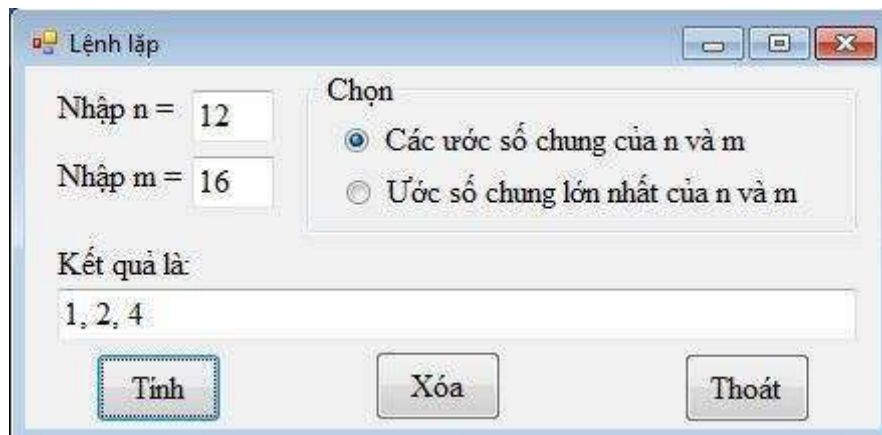 Lệnh lặp
Nhập n = 12
Nhập m = 16
Chọn
Các ước số chung của n và m
Ước số chung lớn nhất của n và m
Kết quả là:
1, 2, 4
Tính Xóa Thoát